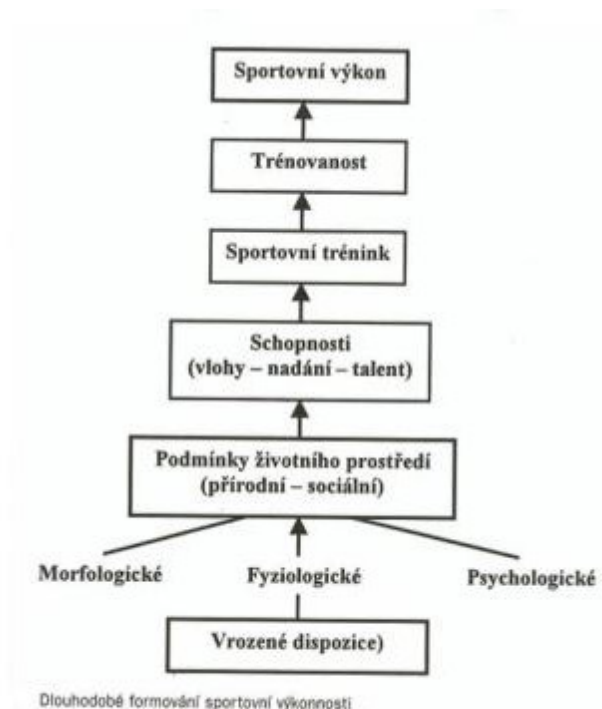 Sportovní výkon
Trénovanost
Sportovní trénink
Schopnosti
(vlohy – nadání – talent)
Podmínky životního prostředí
(přírodní – sociální)
Morfologické
Fyziologické
Psychologické
Vrozené dispozice)
Dlouhodobé formování sportovní výkonnosti